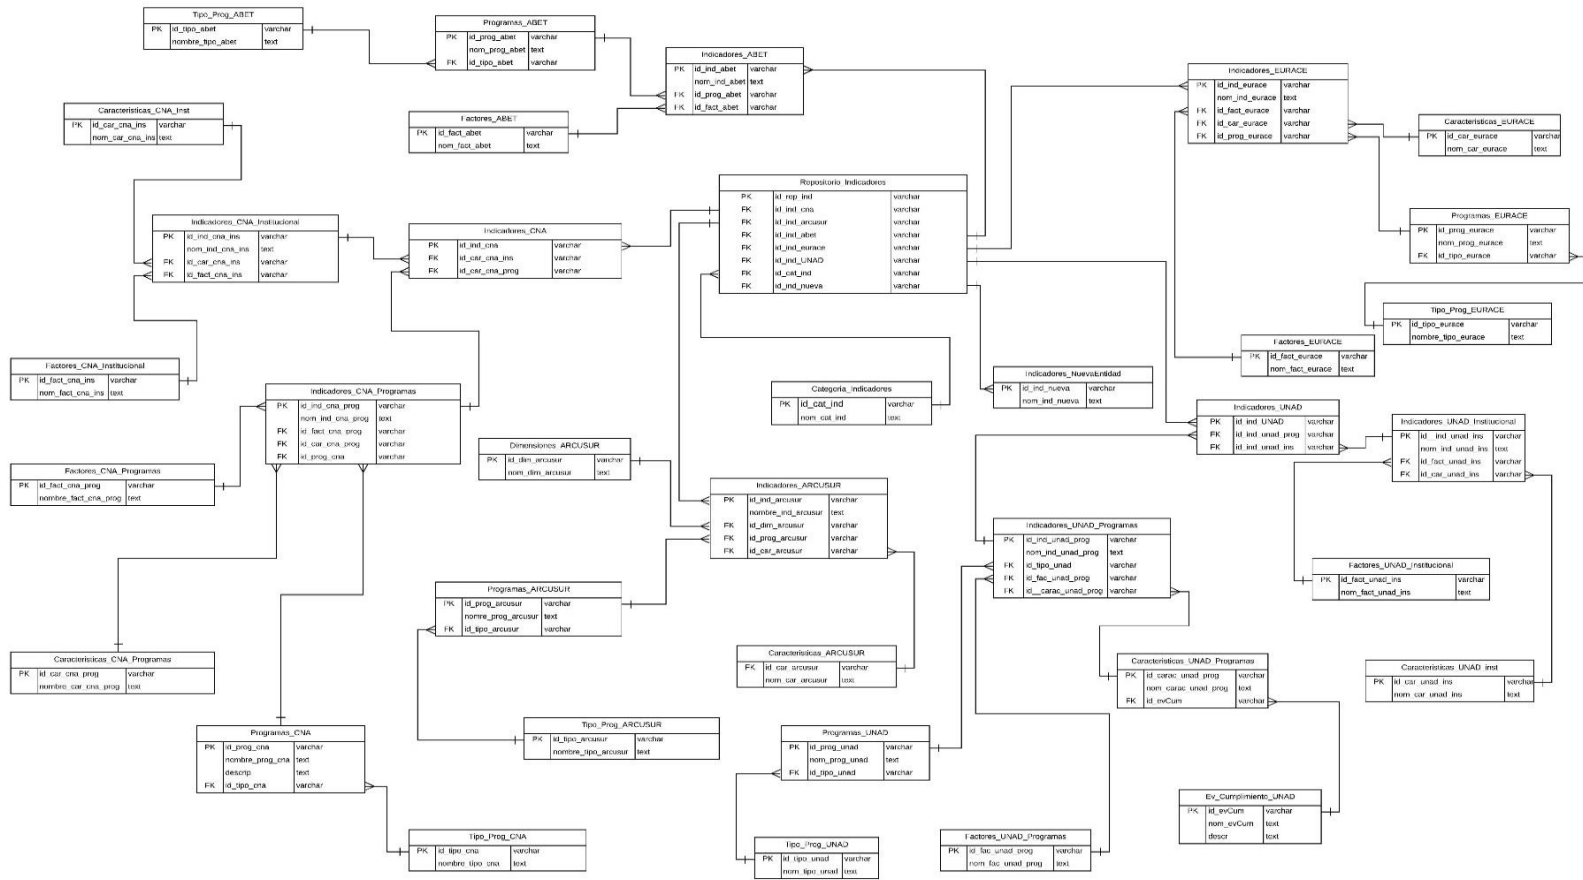 Tipo_Prog_ABET
PK id_tipo_abet varchar
nombre_tipo_abet text
Programas_ABET
PK id_prog_abet varchar
nom_prog_abet text
FK id_tipo_abet varchar
Indicadores_ABET
PK id_ind_abet varchar
nom_ind_abet text
FK id_prog_abet varchar
FK id_fact_abet varchar
Factores_ABET
PK id_fact_abet varchar
nom_fact_abet text
Indicadores_EURACE
PK id_ind_eurace varchar
nom_ind_eurace text
FK id_fact_eurace varchar
FK id_car_eurace varchar
FK id_prog_eurace varchar
Caracteristicas_EURACE
PK id_car_eurace varchar
nom_car_eurace text
Caracteristicas_CNA_Inst
PK id_car_cna_ins varchar
nom_car_cna_ins text
Repositorio_Indicadores
PK id_rep_ind varchar
FK id_ind_cna varchar
FK id_ind_arcusur varchar
FK id_ind_abet varchar
FK id_ind_eurace varchar
FK id_ind_UNAD varchar
FK id_cat_ind varchar
FK id_ind_nueva varchar
Indicadores_CNA_Institucional
PK id_ind_cna_ins varchar
nom_ind_cna_ins text
FK id_car_cna_ins varchar
FK id_fact_cna_ins varchar
Indicadores_CNA
PK id_ind_cna varchar
FK id_car_cna_ins varchar
FK id_car_cna_prog varchar
Programas_EURACE
PK id_prog_eurace varchar
nom_prog_eurace text
FK id_tipo_eurace varchar
Tipo_Prog_EURACE
PK id_tipo_eurace varchar
nombre_tipo_eurace text
Factores_EURACE
PK id_fact_eurace varchar
nom_fact_eurace text
Factores_CNA_Institucional
PK id_fact_cna_ins varchar
nom_fact_cna_ins text
Indicadores_CNA_Programas
PK id_ind_cna_prog varchar
nom_ind_cna_prog text
FK id_fact_cna_prog varchar
FK id_car_cna_prog varchar
FK id_prog_cna varchar
Categoria_Indicadores
PK id_cat_ind varchar
nom_cat_ind text
Indicadores_NuevaEntidad
PK id_ind_nueva varchar
nom_ind_nueva text
Indicadores_UNAD
PK id_ind_UNAD varchar
FK id_ind_unad_prog varchar
FK id_ind_unad_ins varchar
Indicadores_UNAD_Institucional
PK id__ind_unad_ins varchar
nom_ind_unad_ins text
FK id_fact_unad_ins varchar
FK id_car_unad_ins varchar
Factores_CNA_Programas
PK id_fact_cna_prog varchar
nombre_fact_cna_prog text
Dimensiones_ARCUSUR
PK id_dim_arcusur varchar
nom_dim_arcusur text
Indicadores_ARCUSUR
PK id_ind_arcusur varchar
nombre_ind_arcusur text
FK id_dim_arcusur varchar
FK id_prog_arcusur varchar
FK id_car_arcusur varchar
Indicadores_UNAD_Programas
PK id_ind_unad_prog varchar
nom_ind_unad_prog text
FK id_tipo_unad varchar
FK id_fac_unad_prog varchar
FK id__carac_unad_prog varchar
Factores_UNAD_Institucional
PK id_fact_unad_ins varchar
nom_fact_unad_ins text
Programas_ARCUSUR
PK id_prog_arcusur varchar
nomre_prog_arcusur text
FK id_tipo_arcusur varchar
Caracteristicas_CNA_Programas
PK id_car_cna_prog varchar
nombre_car_cna_prog text
Caracteristicas_ARCUSUR
FK id_car_arcusur varchar
nom_car_arcusur text
Caracteristicas_UNAD_Programas
PK id_carac_unad_prog varchar
nom_carac_unad_prog text
FK id_evCum varchar
Caracteristicas_UNAD_inst
PK id_car_unad_ins varchar
nom_car_unad_ins text
Programas_CNA
PK id_prog_cna varchar
nombre_prog_cna text
descrip text
FK id_tipo_cna varchar
Tipo_Prog_ARCUSUR
PK id_tipo_arcusur varchar
nombre_tipo_arcusur text
Programas_UNAD
PK id_prog_unad varchar
nom_prog_unad text
FK id_tipo_unad varchar
Ev_Cumplimiento_UNAD
PK id_evCum varchar
nom_evCum text
descr text
Tipo_Prog_CNA
PK id_tipo_cna varchar
nombre_tipo_cna text
Tipo_Prog_UNAD
PK id_tipo_unad varchar
nom_tipo_unad text
Factores_UNAD_Programas
PK id_fac_unad_prog varchar
nom_fac_unad_prog text